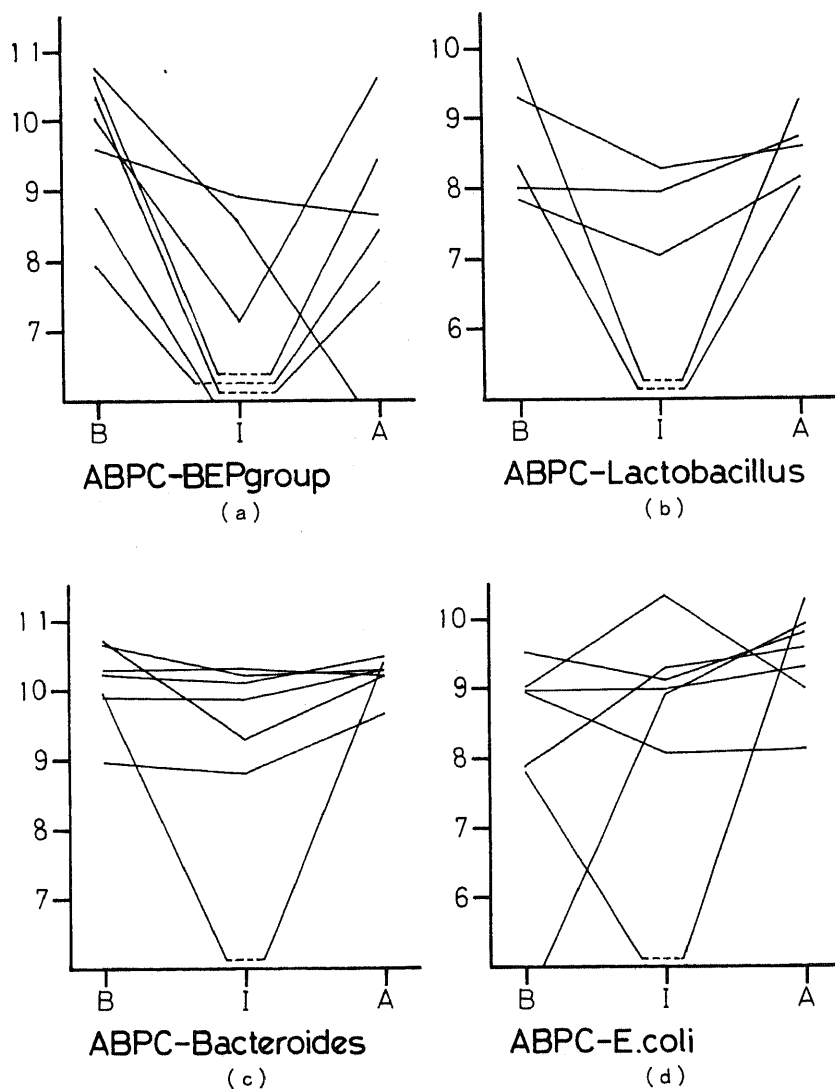 11
10
9
8
7
B I A
ABPC-BEPgroup
(a)
10
9
8
7
6
B I A
ABPC-Lactobacillus
(b)
11
10
9
8
7
B I A
ABPC-Bacteroides
(c)
10
9
8
7
6
B I A
ABPC-E.coli
(d)